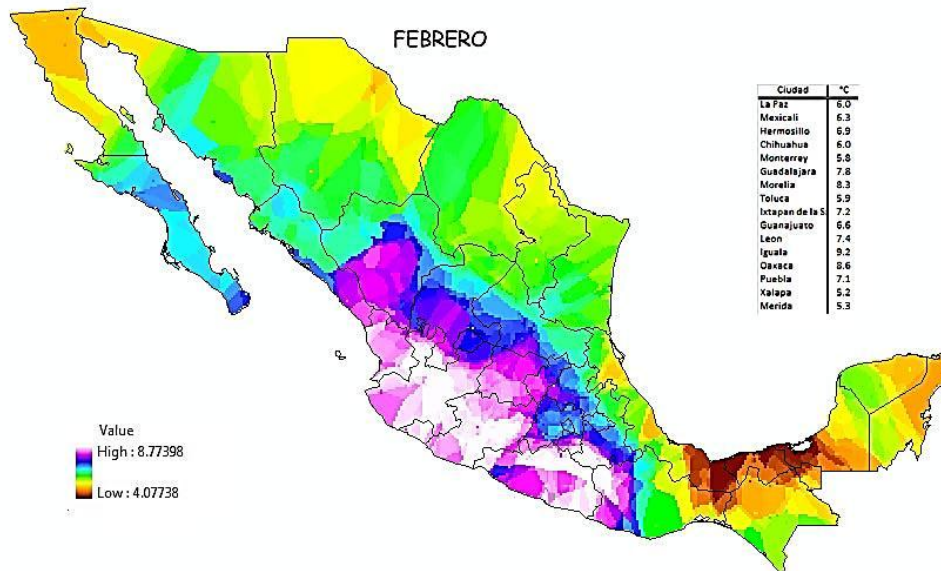 FEBRERO
Ciudad °C
La Paz 6.0
Mexicali 6.3
Hermosillo 6.9
Chihuahua 6.0
Monterrey 5.8
Guadalajara 7.8
Morelia 8.3
Toluca 5.9
Ixtapan de la S. 7.2
Guanajuato 6.6
Leon 7.4
Iguala 9.2
Oaxaca 8.6
Puebla 7.1
Xalapa 5.2
Merida 5.3
Value
High : 8.77398
Low : 4.07738